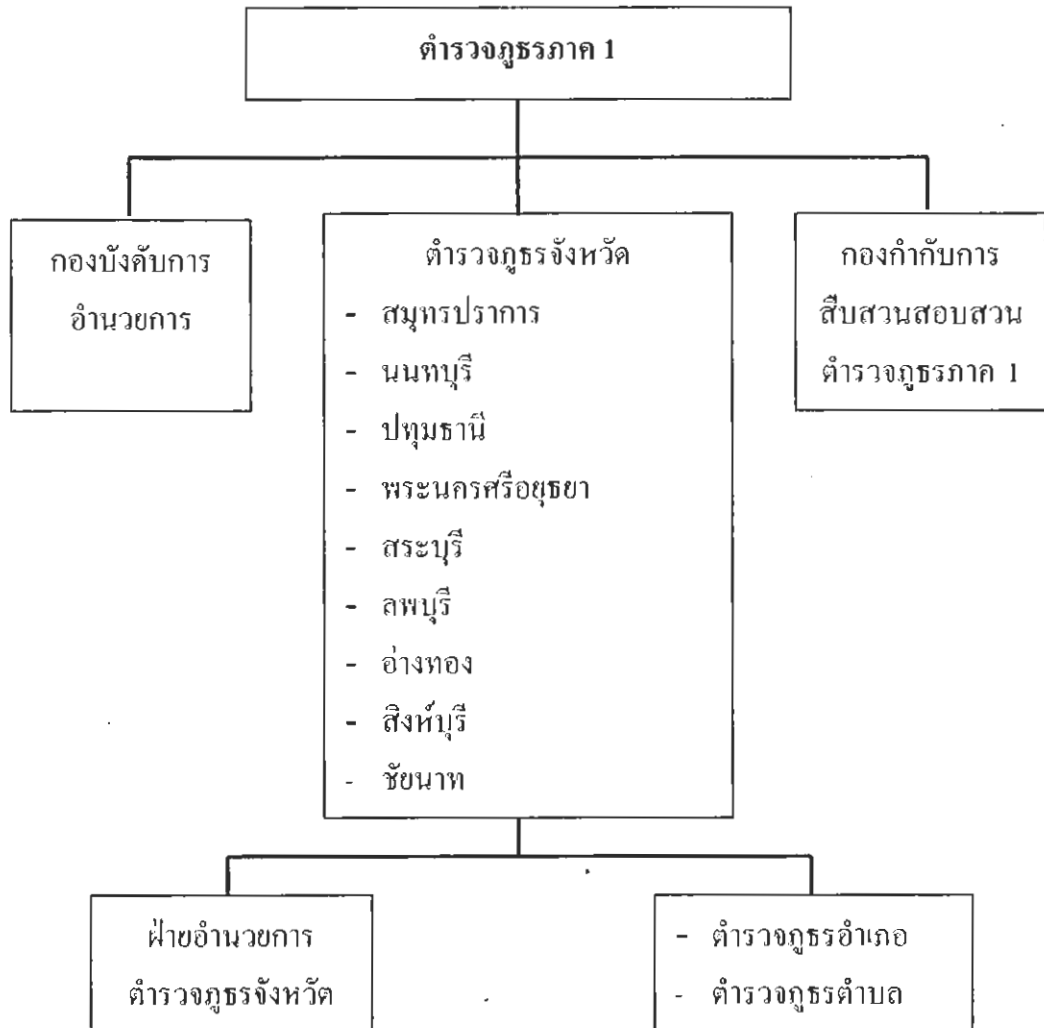 ตำรวจภูธรภาค 1
กองบังคับการ
อำนวยการ
ตำรวจภูธรจังหวัด
- สมุทรปราการ
- นนทบุรี
- ปทุมธานี
- พระนครศรีอยุธยา
- สระบุรี
- ลพบุรี
- อ่างทอง
- สิงห์บุรี
- ชัยนาท
กองกำกับการ
สืบสวนสอบสวน
ตำรวจภูธรภาค 1
ฝ่ายอำนวยการ
ตำรวจภูธรจังหวัด
- ตำรวจภูธรอำเภอ
- ตำรวจภูธรตำบล